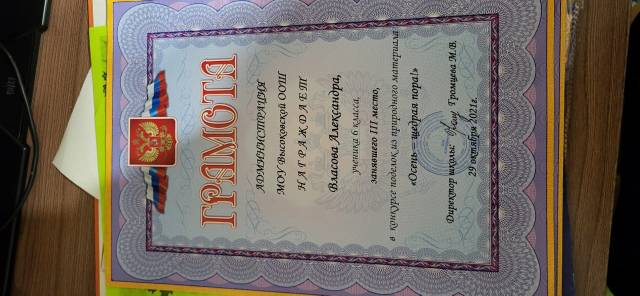 ГРАМОТА
АДМИНИСТРАЦИЯ
МОУ Высоковской ООШ
НАГРАЖДАЕТ
Власова Александра,
ученика 6 класса,
занявшего III место,
в конкурсе поделок из природного материала
«Осень – щедрая пора!»
Директор школы: Громцева М.В.
29 октября 2021г.